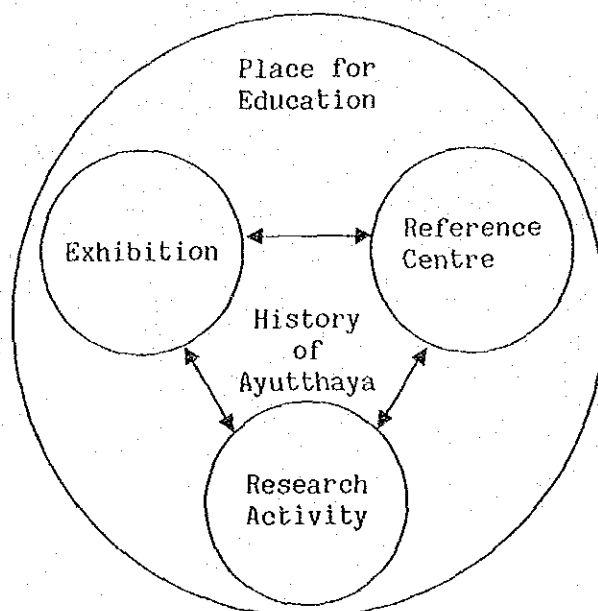 Place for
Education
Exhibition
Reference
Centre
History
of
Ayutthaya
Research
Activity